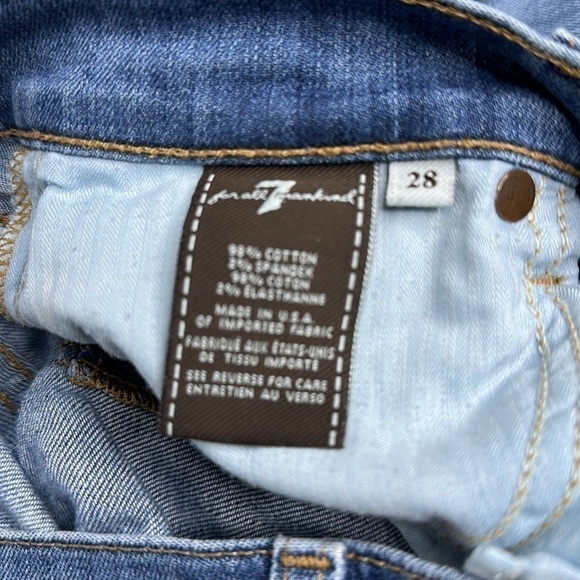 7
for all mankind
28
98% COTTON
2% SPANDEX
98% COTON
2% ELASTHANNE
MADE IN U.S.A.
OF IMPORTED FABRIC
FABRIQUÉ AUX ÉTATS-UNIS
DE TISSU IMPORTÉ
SEE REVERSE FOR CARE
ENTRETIEN AU VERSO